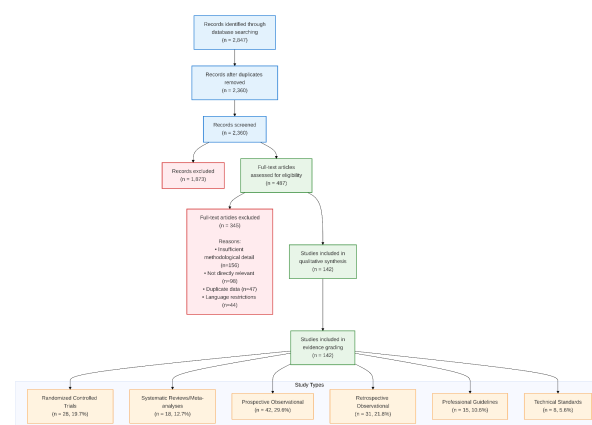 Records identified through
database searching
(n = 2,847)
Records after duplicates
removed
(n = 2,360)
Records screened
(n = 2,360)
Records excluded
(n = 1,873)
Full-text articles
assessed for eligibility
(n = 487)
Full-text articles excluded
(n = 345)
Reasons:
• Insufficient
methodological detail
(n=156)
• Not directly relevant
(n=98)
• Duplicate data (n=47)
• Language restrictions
(n=44)
Studies included in
qualitative synthesis
(n = 142)
Studies included in
evidence grading
(n = 142)
Study Types
Randomized Controlled
Trials
(n = 28, 19.7%)
Systematic Reviews/Meta-
analyses
(n = 18, 12.7%)
Prospective Observational
(n = 42, 29.6%)
Retrospective
Observational
(n = 31, 21.8%)
Professional Guidelines
(n = 15, 10.6%)
Technical Standards
(n = 8, 5.6%)